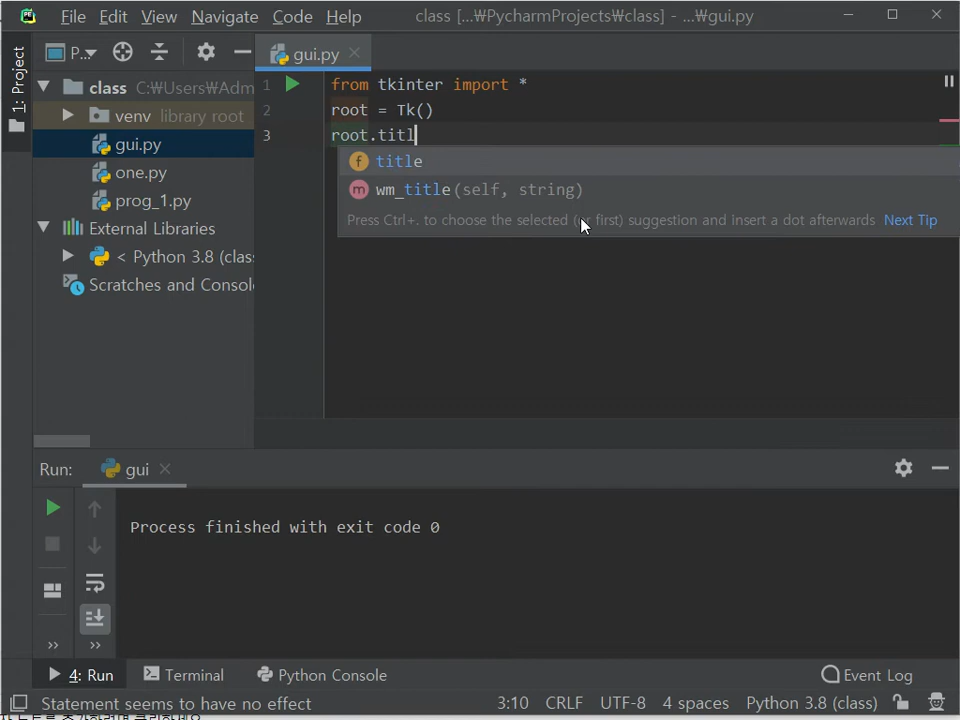 File Edit View Navigate Code Help class [...₩PycharmProjects₩class] - ...₩gui.py
1: Project
P...
gui.py
class C:₩Users₩Adm
venv library root
gui.py
one.py
prog_1.py
External Libraries
< Python 3.8 (clas
Scratches and Consol
1 from tkinter import *
2 root = Tk()
3 root.titl
f title
m wm_title(self, string)
Press Ctrl+. to choose the selected (or first) suggestion and insert a dot afterwards Next Tip
Run: gui
Process finished with exit code 0
4: Run Terminal Python Console Event Log
Statement seems to have no effect 3:10 CRLF UTF-8 4 spaces Python 3.8 (class)